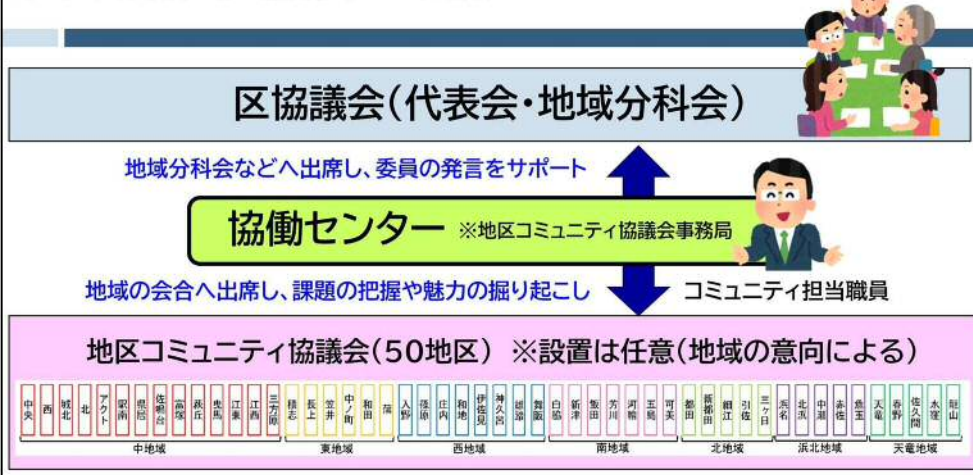 区協議会(代表会・地域分科会)
地域分科会などへ出席し、委員の発言をサポート
協働センター ※地区コミュニティ協議会事務局
地域の会合へ出席し、課題の把握や魅力の掘り起こし
コミュニティ担当職員
地区コミュニティ協議会(50地区) ※設置は任意(地域の意向による)
中央 西 城北 北 アクト 駅南 県居 佐鳴台 富塚 萩丘 曳馬 江東 江西 三方原
積志 長上 笠井 中ノ町 和田 蒲
入野 篠原 庄内 和地 伊佐見 神久呂 雄踏 舞阪
白脇 新津 飯田 芳川 河輪 五島 可美
都田 新都田 細江 引佐 三ヶ日
浜名 北浜 中瀬 赤佐 麁玉
天竜 春野 佐久間 水窪 龍山
中地域 東地域 西地域 南地域 北地域 浜北地域 天竜地域